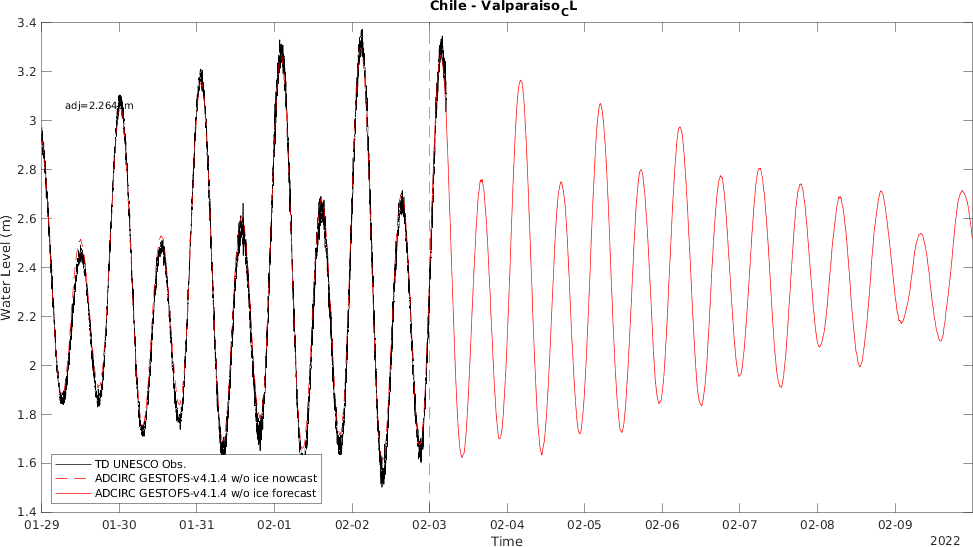 Chile - Valparaiso_CL
3.4
3.2
3
2.8
2.6
2.4
2.2
2
1.8
1.6
1.4
Water Level (m)
adj=2.264 m
TD UNESCO Obs.
ADCIRC GESTOFS-v4.1.4 w/o ice nowcast
ADCIRC GESTOFS-v4.1.4 w/o ice forecast
01-29 01-30 01-31 02-01 02-02 02-03 02-04 02-05 02-06 02-07 02-08 02-09
Time
2022